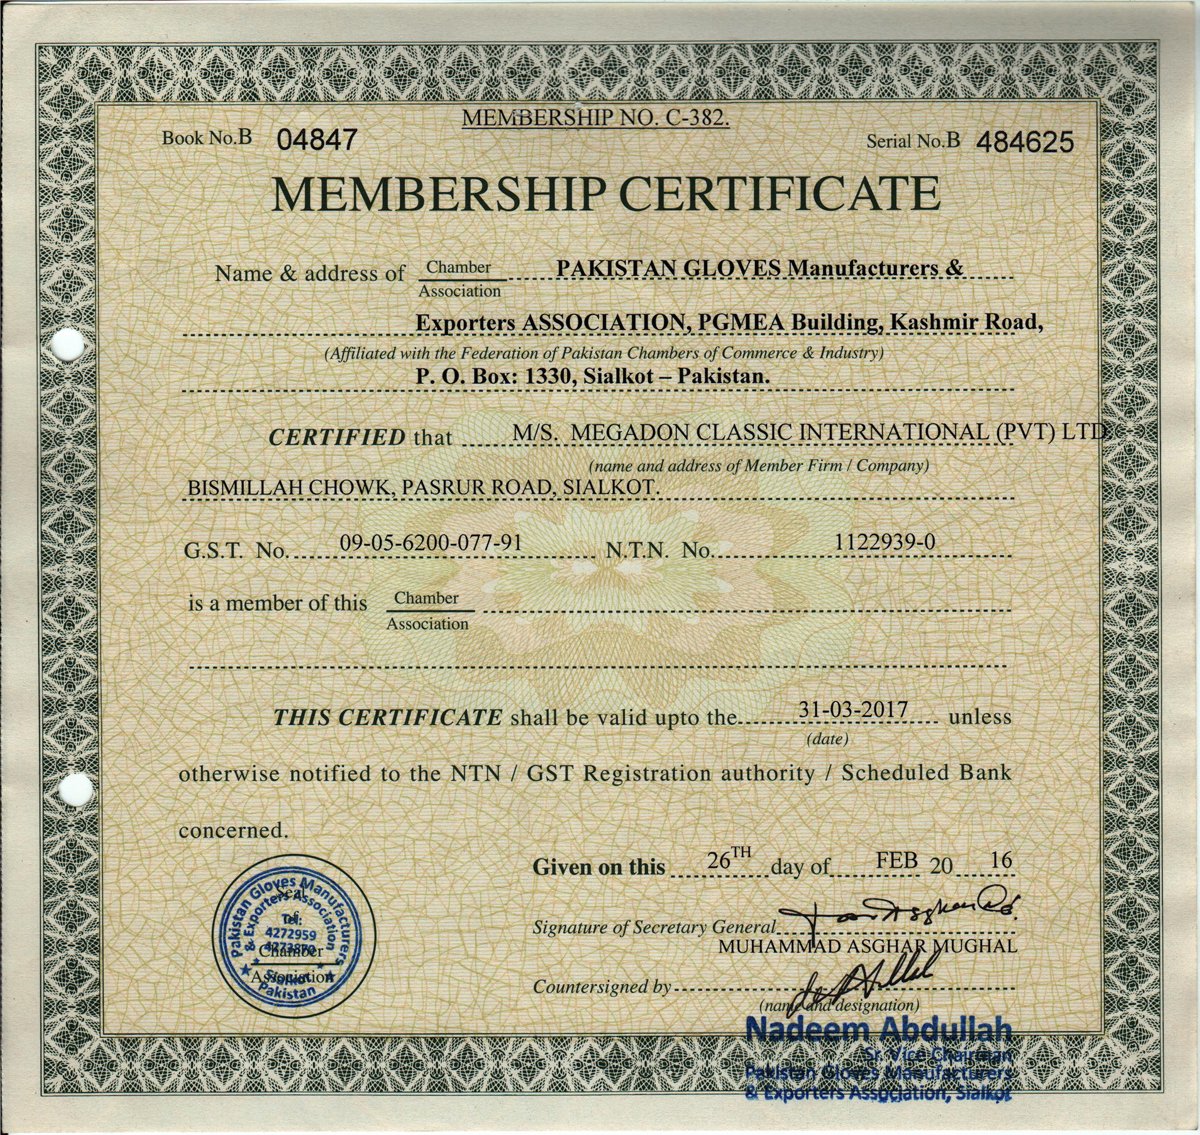 MEMBERSHIP NO. C-382.
Book No.B 04847
Serial No.B 484625
MEMBERSHIP CERTIFICATE
Name & address of Chamber PAKISTAN GLOVES Manufacturers &
Association
Exporters ASSOCIATION, PGMEA Building, Kashmir Road,
(Affiliated with the Federation of Pakistan Chambers of Commerce & Industry)
P. O. Box: 1330, Sialkot – Pakistan.
CERTIFIED that M/S. MEGADON CLASSIC INTERNATIONAL (PVT) LTD
(name and address of Member Firm / Company)
BISMILLAH CHOWK, PASRUR ROAD, SIALKOT.
G.S.T. No. 09-05-6200-077-91 N.T.N. No. 1122939-0
is a member of this Chamber
Association
THIS CERTIFICATE shall be valid upto the 31-03-2017 unless
(date)
otherwise notified to the NTN / GST Registration authority / Scheduled Bank
concerned.
Given on this 26TH day of FEB 20 16
Signature of Secretary General
MUHAMMAD ASGHAR MUGHAL
Countersigned by
(name and designation)
Nadeem Abdullah
Sr. Vice Chairman
Pakistan Gloves Manufacturers
& Exporters Association, Sialkot
Pakistan Gloves Manufacturers
& Exporters Association
Seal
of
Tel:
4272959
Chamber
Association
Sialkot
Pakistan